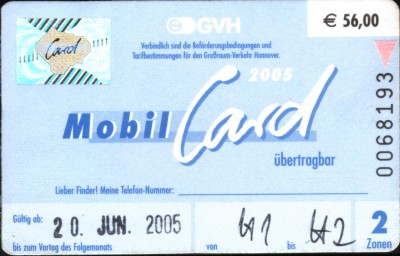 GVH
€ 56,00
Verbindlich sind die Beförderungsbedingungen und
Tarifbestimmungen für den Großraum-Verkehr Hannover.
Card
2005
Mobil Card
übertragbar
0068193
Lieber Finder! Meine Telefon-Nummer:
Gültig ab: 20. JUN. 2005
H1 H2
2
bis zum Vortag des Folgemonats
von bis
Zonen